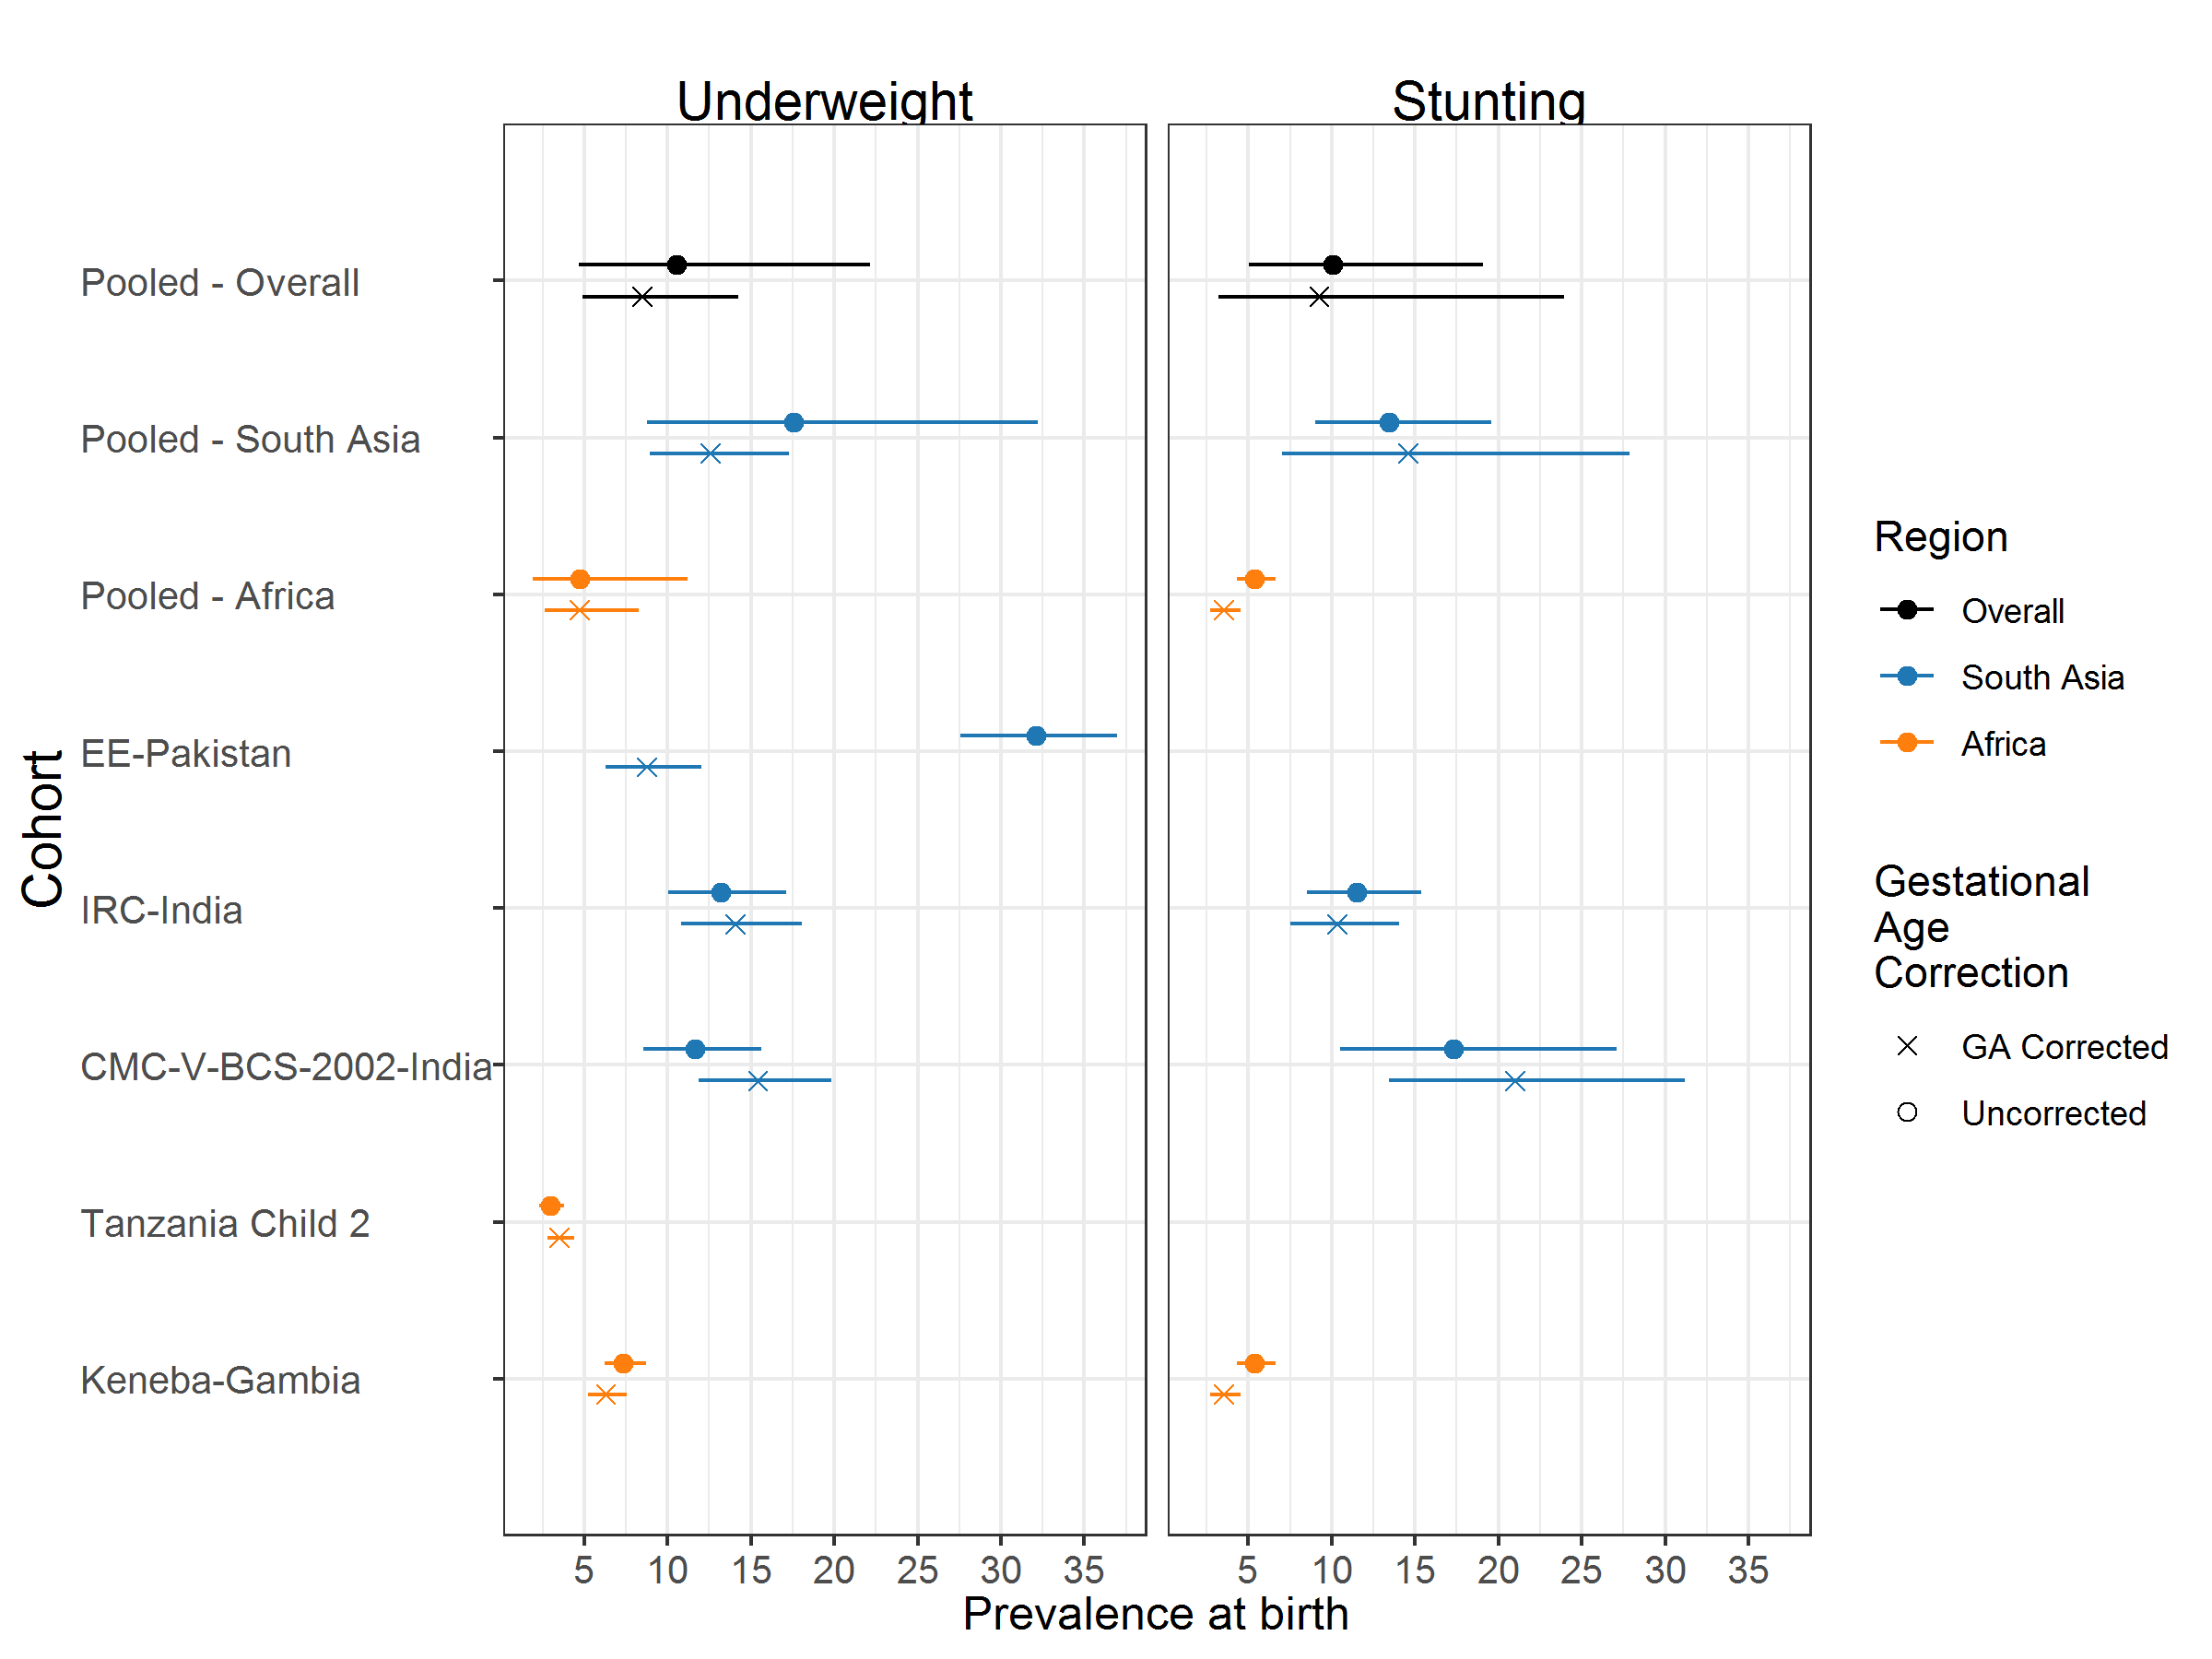 Underweight
Stunting
Pooled - Overall
Pooled - South Asia
Pooled - Africa
EE-Pakistan
IRC-India
CMC-V-BCS-2002-India
Tanzania Child 2
Keneba-Gambia
Cohort
5 10 15 20 25 30 35
5 10 15 20 25 30 35
Prevalence at birth
Region
Overall
South Asia
Africa
Gestational
Age
Correction
GA Corrected
Uncorrected